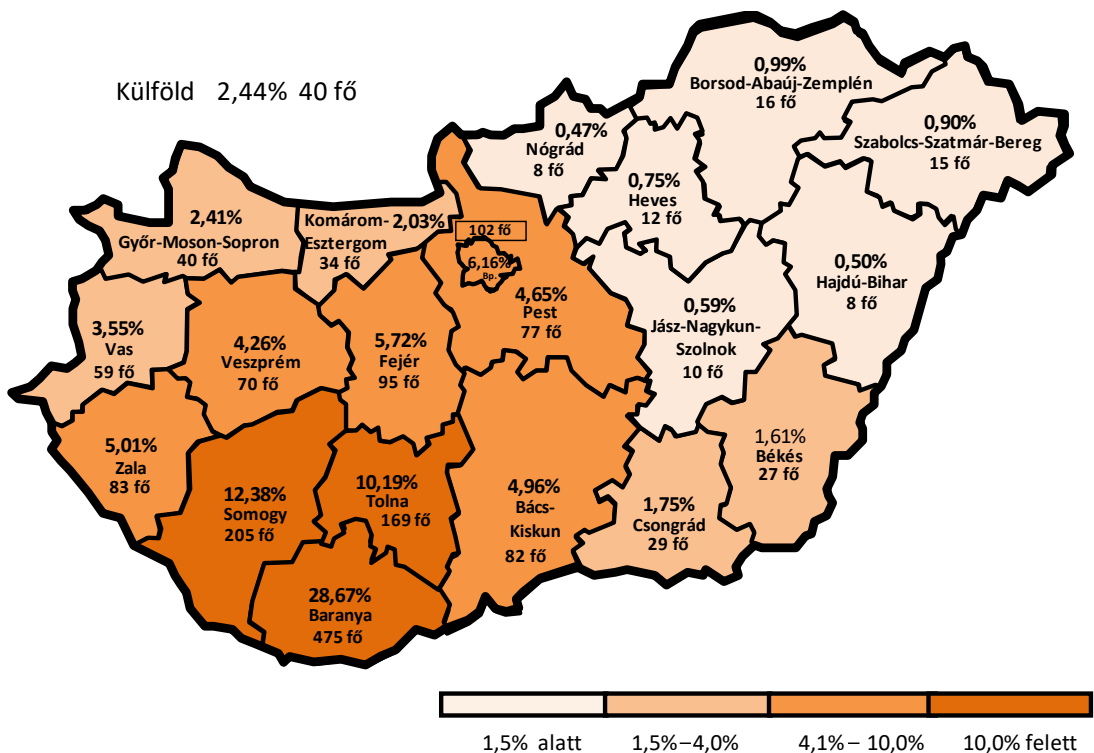 Külföld 2,44% 40 fő
0,99%
Borsod-Abaúj-Zemplén
16 fő
0,90%
Szabolcs-Szatmár-Bereg
15 fő
0,47%
Nógrád
8 fő
0,75%
Heves
12 fő
2,41%
Győr-Moson-Sopron
40 fő
Komárom- 2,03%
Esztergom
34 fő
102 fő
6,16%
Bp.
4,65%
Pest
77 fő
0,50%
Hajdú-Bihar
8 fő
0,59%
Jász-Nagykun-
Szolnok
10 fő
3,55%
Vas
59 fő
4,26%
Veszprém
70 fő
5,72%
Fejér
95 fő
5,01%
Zala
83 fő
12,38%
Somogy
205 fő
10,19%
Tolna
169 fő
4,96%
Bács-
Kiskun
82 fő
1,75%
Csongrád
29 fő
1,61%
Békés
27 fő
28,67%
Baranya
475 fő
1,5% alatt 1,5%–4,0% 4,1% – 10,0% 10,0% felett